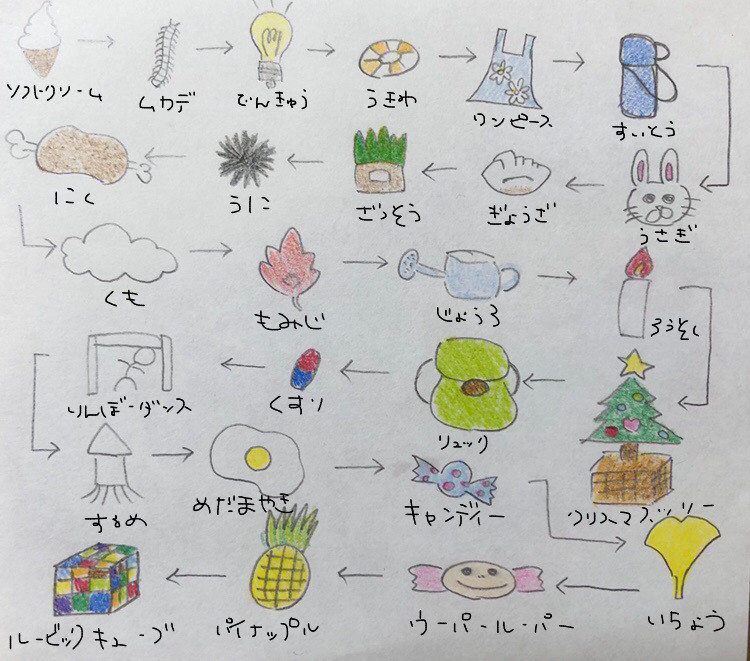 ソフトクリーム
ムカデ
でんきゅう
うきわ
ワンピース
すいとう
うさぎ
ぎょうざ
ざっそう
うに
にく
くも
もみじ
じょうろ
ろうそく
クリスマスツリー
リュック
くすり
りんぼーダンス
するめ
めだまやき
キャンディー
いちょう
ウーパールーパー
パイナップル
ルービックキューブ